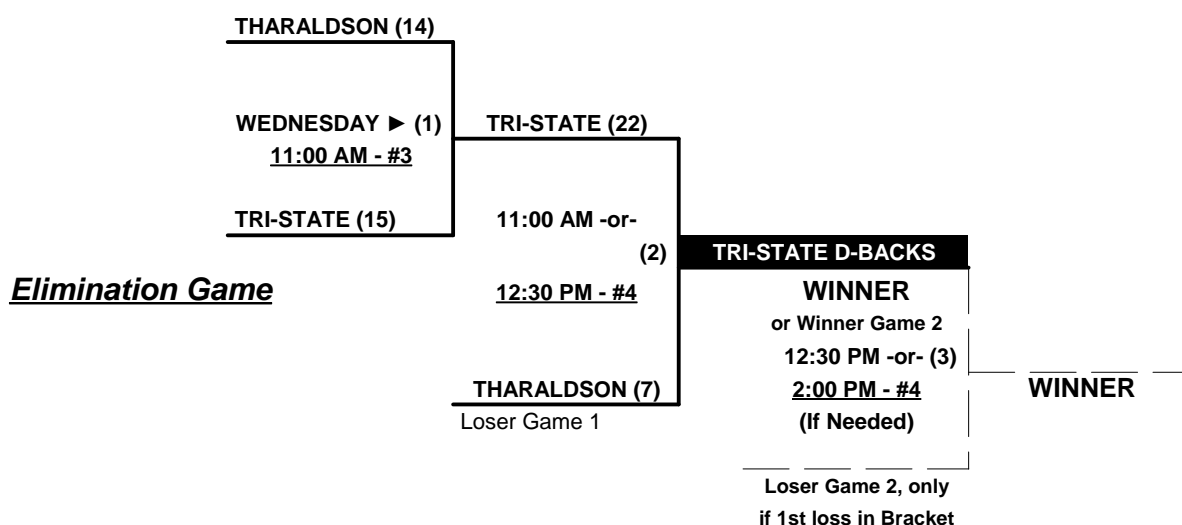 THARALDSON (14)
WEDNESDAY ► (1)
11:00 AM - #3
TRI-STATE (15)
Elimination Game
TRI-STATE (22)
11:00 AM -or-
(2)
12:30 PM - #4
THARALDSON (7)
Loser Game 1
TRI-STATE D-BACKS
WINNER
or Winner Game 2
12:30 PM -or- (3)
2:00 PM - #4
(If Needed)
Loser Game 2, only
if 1st loss in Bracket
WINNER